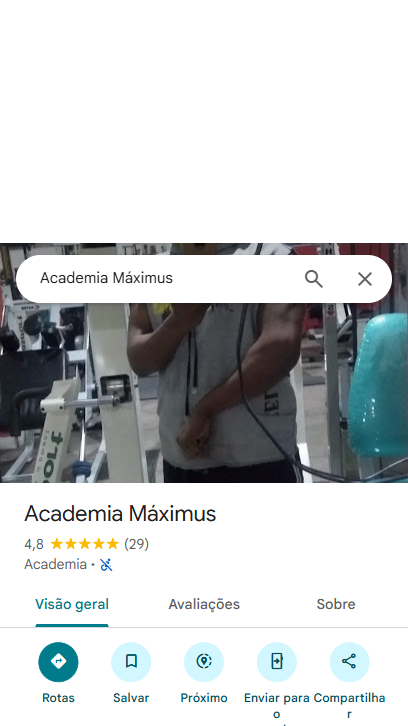 Academia Máximus
Academia Máximus
4,8 (29)
Academia ·
Visão geral Avaliações Sobre
Rotas Salvar Próximo Enviar para o Compartilhar